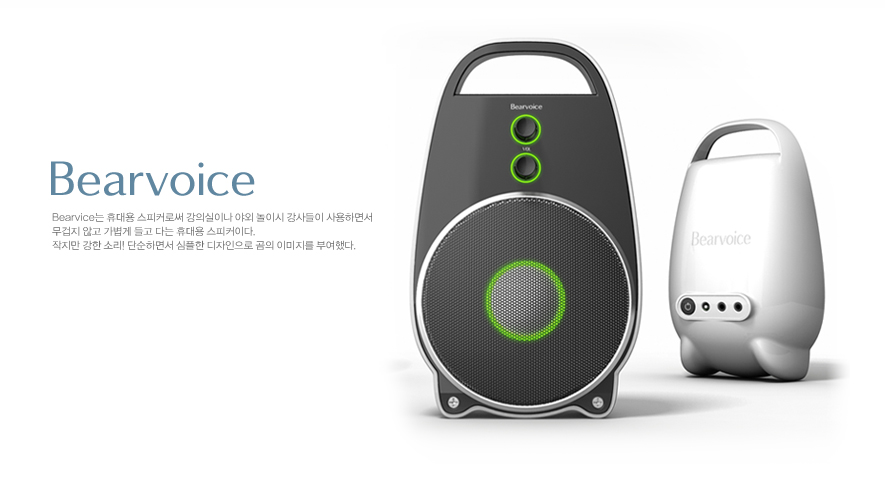 Bearvoice
Bearvice는 휴대용 스피커로써 강의실이나 야외 놀이시 강사들이 사용하면서
무겁지 않고 가볍게 들고 다는 휴대용 스피커이다.
작지만 강한 소리! 단순하면서 심플한 디자인으로 곰의 이미지를 부여했다.
Bearvoice
Bearvoice